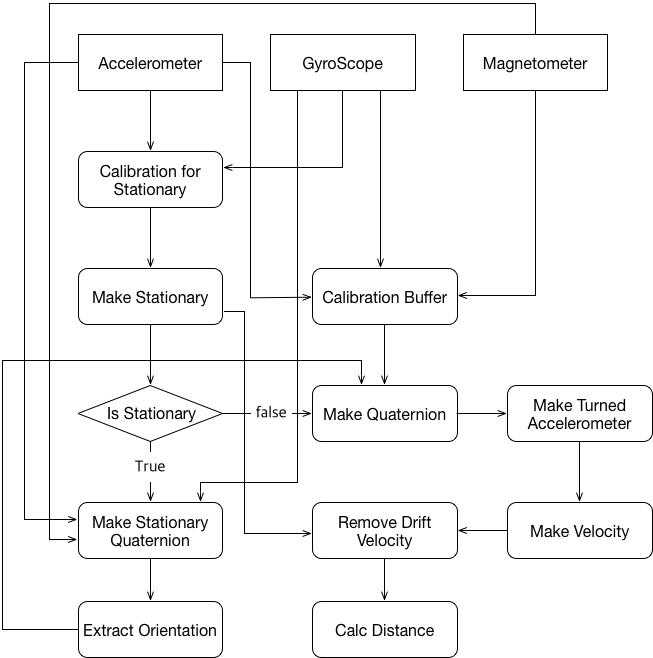 Accelerometer
GyroScope
Magnetometer
Calibration for
Stationary
Make Stationary
Calibration Buffer
Is Stationary
false
Make Quaternion
Make Turned
Accelerometer
True
Make Stationary
Quaternion
Remove Drift
Velocity
Make Velocity
Extract Orientation
Calc Distance